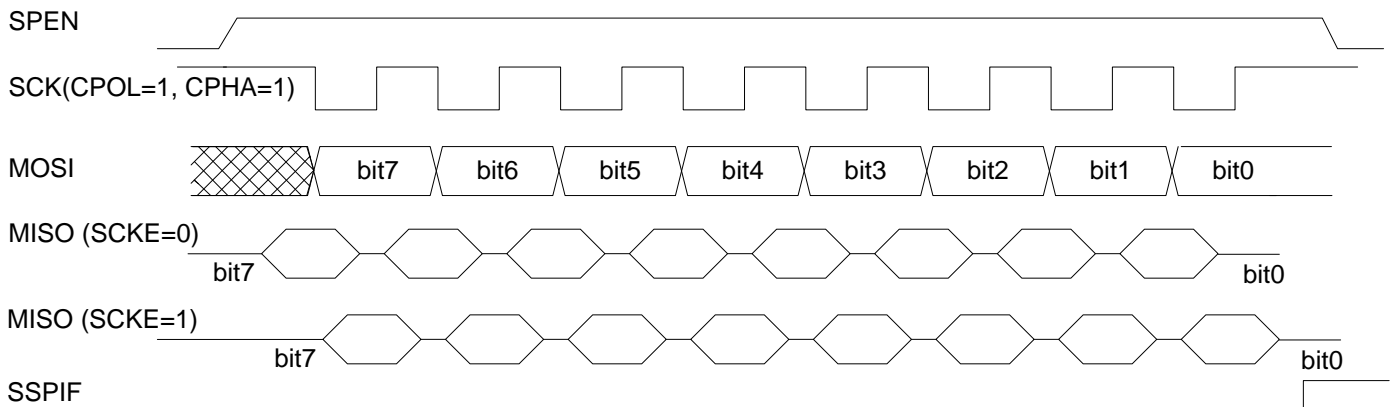 SPEN
SCK(CPOL=1, CPHA=1)
MOSI
bit7 bit6 bit5 bit4 bit3 bit2 bit1 bit0
MISO (SCKE=0)
bit7 bit0
MISO (SCKE=1)
bit7 bit0
SSPIF